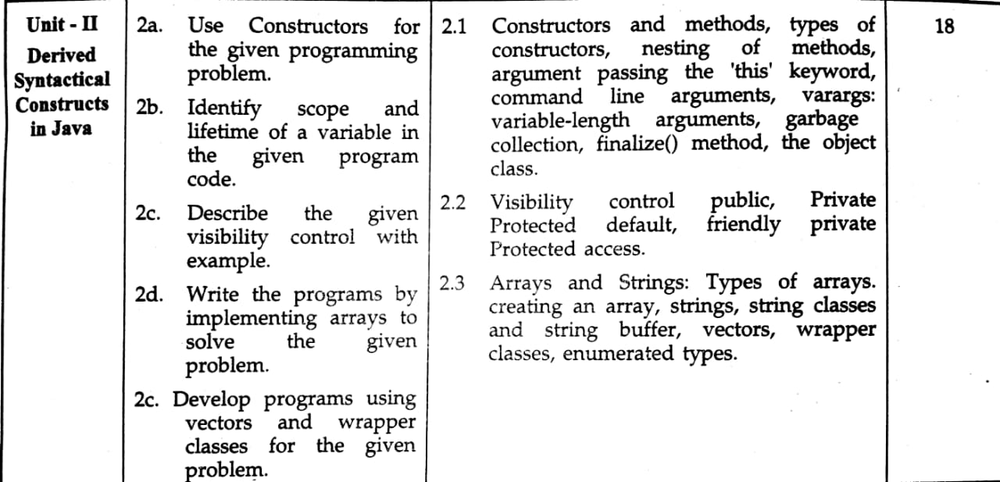 Unit - II
Derived
Syntactical
Constructs
in Java
2a. Use Constructors for
the given programming
problem.
2b. Identify scope and
lifetime of a variable in
the given program
code.
2c. Describe the given
visibility control with
example.
2d. Write the programs by
implementing arrays to
solve the given
problem.
2c. Develop programs using
vectors and wrapper
classes for the given
problem.
2.1 Constructors and methods, types of
constructors, nesting of methods,
argument passing the 'this' keyword,
command line arguments, varargs:
variable-length arguments, garbage
collection, finalize() method, the object
class.
2.2 Visibility control public, Private
Protected default, friendly private
Protected access.
2.3 Arrays and Strings: Types of arrays.
creating an array, strings, string classes
and string buffer, vectors, wrapper
classes, enumerated types.
18